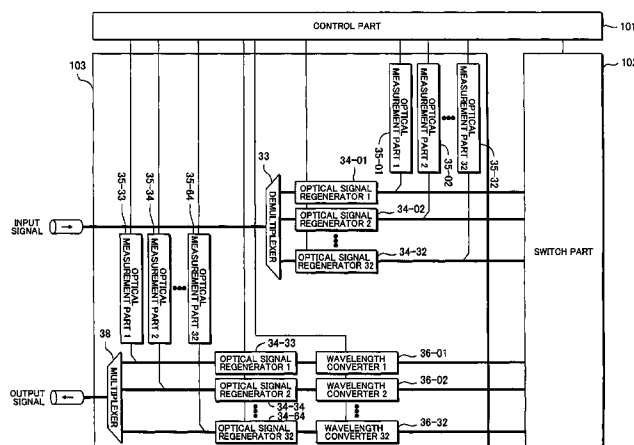 CONTROL PART
101
103
102
OPTICAL MEASUREMENT PART 1
OPTICAL MEASUREMENT PART 2
OPTICAL MEASUREMENT PART 32
35-01
35-02
35-32
35-33
35-34
35-64
33
34-01
DEMULTIPLEXER
OPTICAL SIGNAL
REGENERATOR 1
34-02
OPTICAL SIGNAL
REGENERATOR 2
34-32
OPTICAL SIGNAL
REGENERATOR 32
INPUT
SIGNAL
SWITCH PART
OPTICAL MEASUREMENT PART 1
OPTICAL MEASUREMENT PART 2
OPTICAL MEASUREMENT PART 32
38
MULTIPLEXER
34-33
OPTICAL SIGNAL
REGENERATOR 1
WAVELENGTH
CONVERTER 1
36-01
OPTICAL SIGNAL
REGENERATOR 2
WAVELENGTH
CONVERTER 2
36-02
OUTPUT
SIGNAL
34-34
34-64
OPTICAL SIGNAL
REGENERATOR 32
WAVELENGTH
CONVERTER 32
36-32